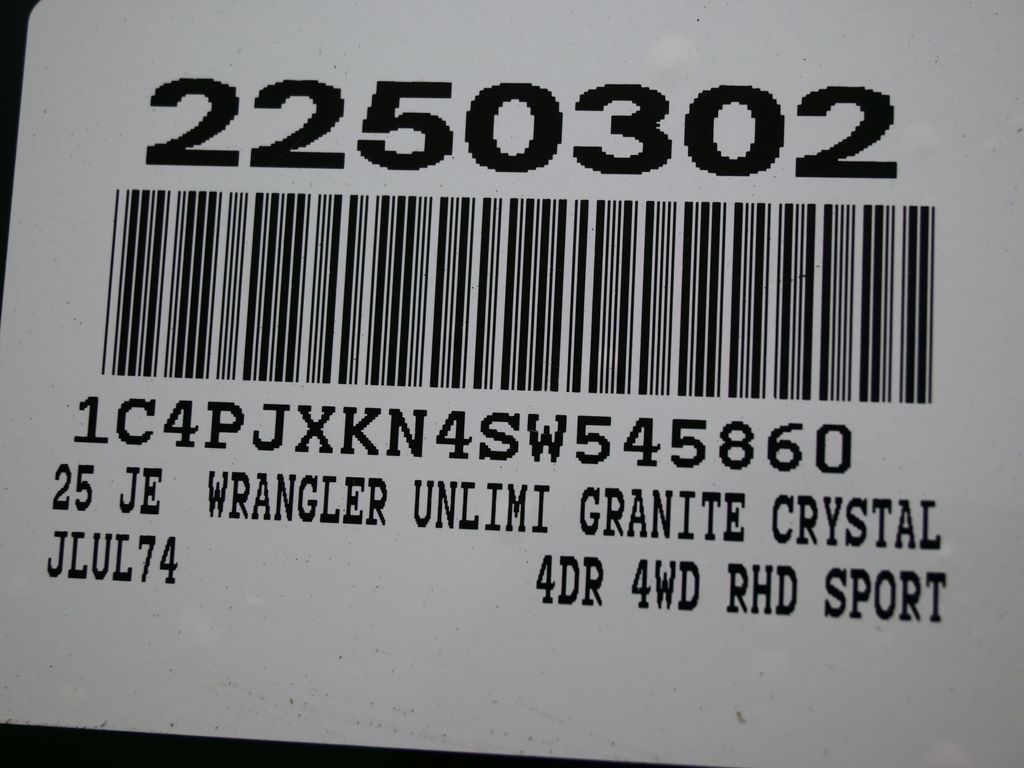 2250302
1C4PJXKN4SW545860
25 JE WRANGLER UNLIMI GRANITE CRYSTAL
JLUL74 4DR 4WD RHD SPORT